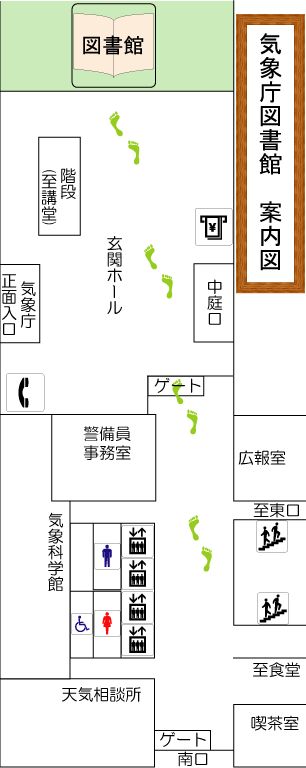 図書館
気象庁図書館　案内図
階段
(至講堂)
¥
玄関ホール
気象庁
正面入口
中庭口
ゲート
警備員
事務室
広報室
至東口
気象科学館
至食堂
天気相談所
喫茶室
ゲート
南口